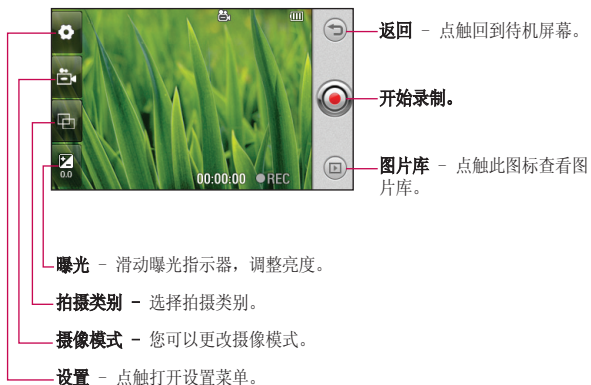 返回 - 点触回到待机屏幕。
开始录制。
图片库 - 点触此图标查看图
片库。
0.0
00:00:00 REC
曝光 - 滑动曝光指示器，调整亮度。
拍摄类别 - 选择拍摄类别。
摄像模式 - 您可以更改摄像模式。
设置 - 点触打开设置菜单。